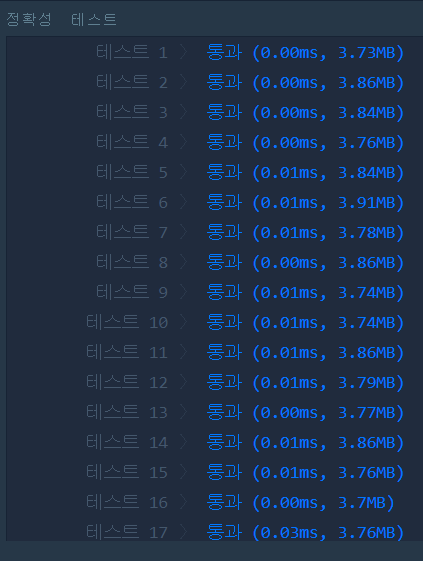 정확성 테스트
테스트 1 〉 통과 (0.00ms, 3.73MB)
테스트 2 〉 통과 (0.00ms, 3.86MB)
테스트 3 〉 통과 (0.00ms, 3.84MB)
테스트 4 〉 통과 (0.00ms, 3.76MB)
테스트 5 〉 통과 (0.01ms, 3.84MB)
테스트 6 〉 통과 (0.01ms, 3.91MB)
테스트 7 〉 통과 (0.01ms, 3.78MB)
테스트 8 〉 통과 (0.00ms, 3.86MB)
테스트 9 〉 통과 (0.01ms, 3.74MB)
테스트 10 〉 통과 (0.01ms, 3.74MB)
테스트 11 〉 통과 (0.01ms, 3.86MB)
테스트 12 〉 통과 (0.01ms, 3.79MB)
테스트 13 〉 통과 (0.00ms, 3.77MB)
테스트 14 〉 통과 (0.01ms, 3.86MB)
테스트 15 〉 통과 (0.01ms, 3.76MB)
테스트 16 〉 통과 (0.00ms, 3.7MB)
테스트 17 〉 통과 (0.03ms, 3.76MB)